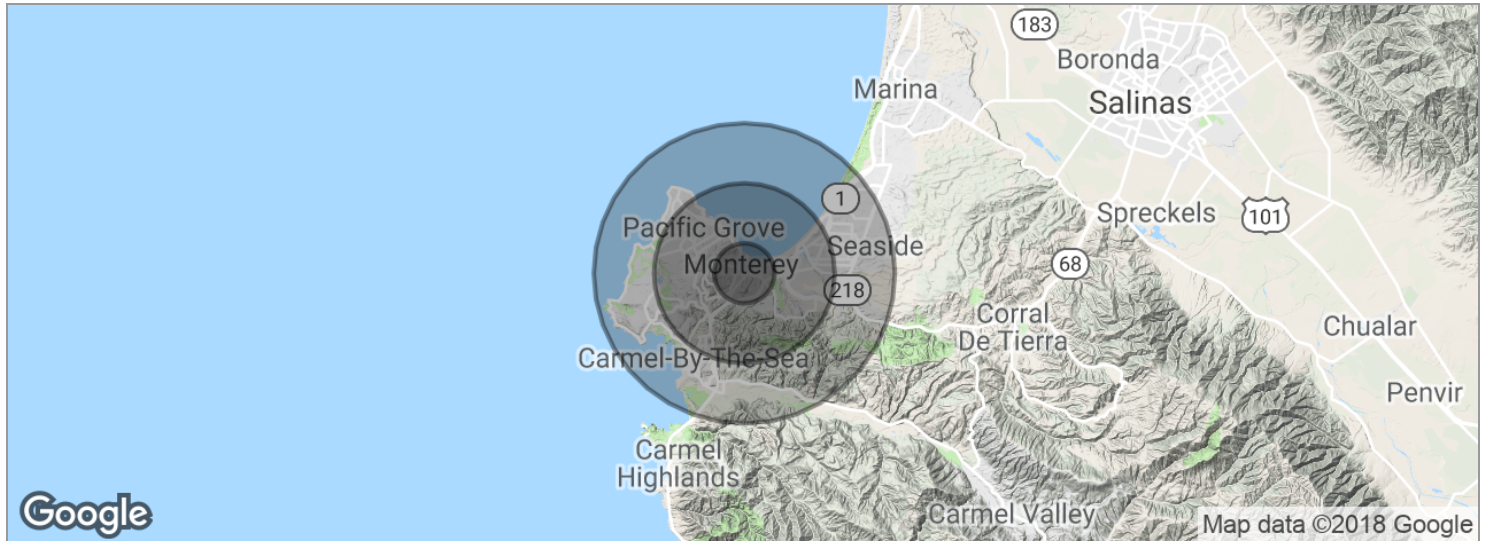 183
Boronda
Marina
Salinas
1
Spreckels
101
Pacific Grove
Seaside
Monterey
68
218
Corral
De Tierra
Chualar
Carmel-By-The-Sea
Penvir
Carmel
Highlands
Carmel Valley
Google
Map data ©2018 Google